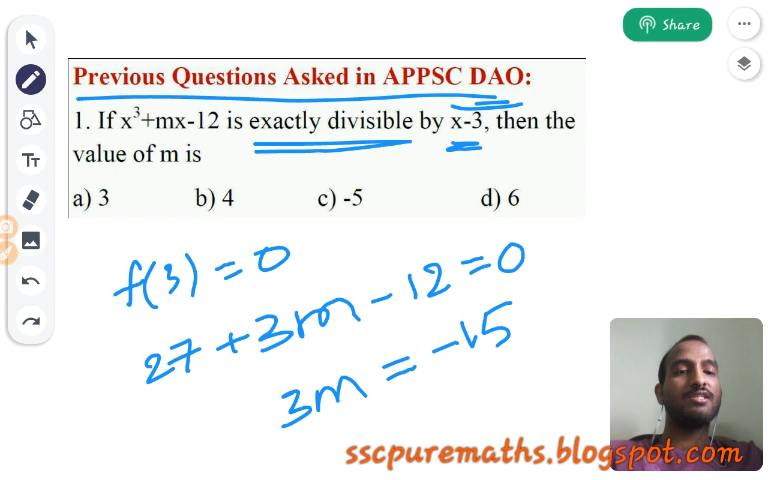 Share
Previous Questions Asked in APPSC DAO:
1. If x³+mx-12 is exactly divisible by x-3, then the
value of m is
a) 3 b) 4 c) -5 d) 6
f(3) = 0
27 + 3m - 12 = 0
3m = -15
Tт
sscpuremaths.blogspot.com